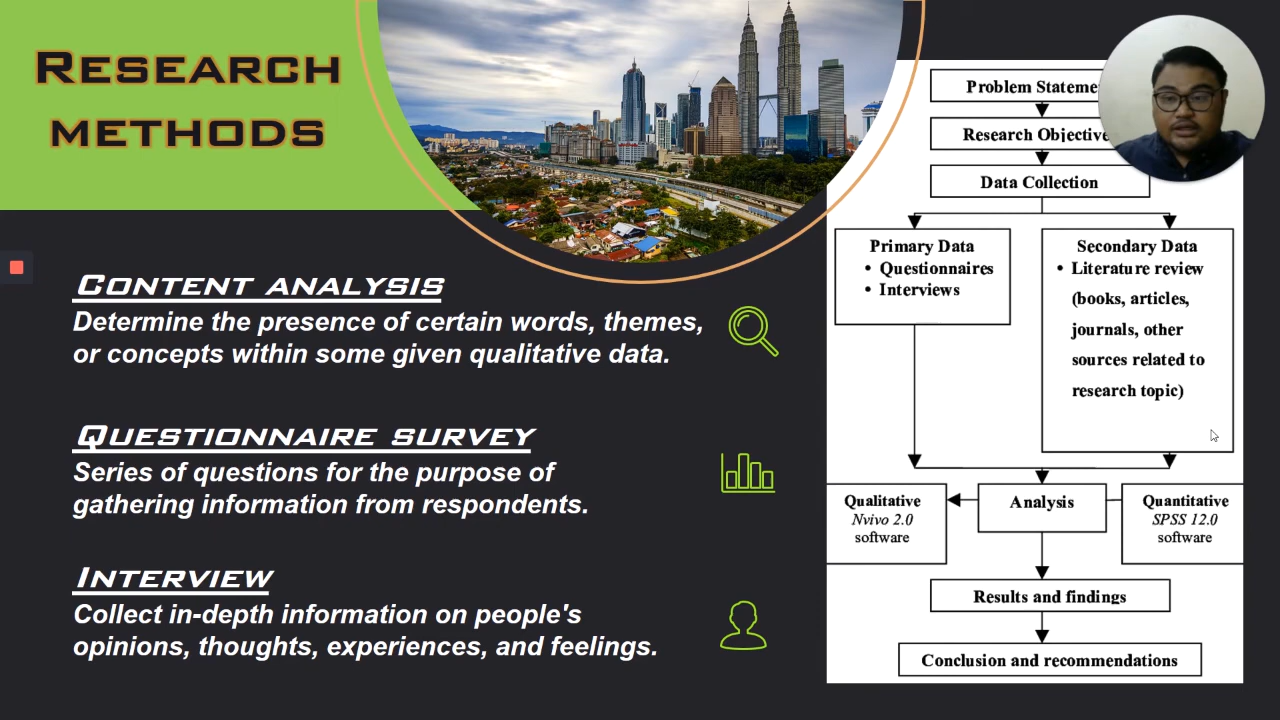 RESEARCH
METHODS
CONTENT ANALYSIS
Determine the presence of certain words, themes,
or concepts within some given qualitative data.
QUESTIONNAIRE SURVEY
Series of questions for the purpose of
gathering information from respondents.
INTERVIEW
Collect in-depth information on people's
opinions, thoughts, experiences, and feelings.
Problem
Research
Data Collection
Primary Data
• Questionnaires
• Interviews
Secondary Data
• Literature review
(books, articles,
journals, other
sources related to
research topic)
Qualitative
Nvivo 2.0
software
Analysis
Quantitative
SPSS 12.0
software
Results and findings
Conclusion and recommendations